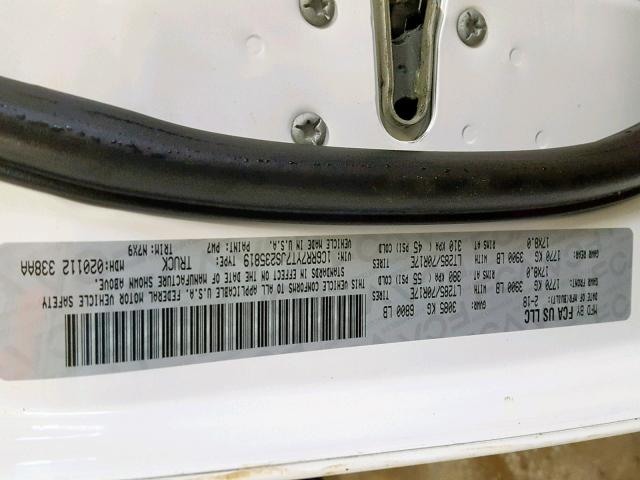 MFD BY FCA US LLC
DATE OF MFR/BUILT: 2-18 GVWR: 3085 KG 6800 LB
GAWR FRONT: 1770 KG 3900 LB WITH LT285/70R17E TIRES
17X8.0 RIMS AT 380 KPA ( 55 PSI) COLD
GAWR REAR: 1770 KG 3900 LB WITH LT285/70R17E TIRES
17X8.0 RIMS AT 310 KPA ( 45 PSI) COLD
THIS VEHICLE CONFORMS TO ALL APPLICABLE U.S.A. FEDERAL MOTOR VEHICLE SAFETY
STANDARDS IN EFFECT ON THE DATE OF MANUFACTURE SHOWN ABOVE.
VIN: 1C6RR7YT7JS235619 TYPE: TRUCK MDH: 020112 338AA
VEHICLE MADE IN U.S.A. PAINT: PW7 TRIM: N7X9